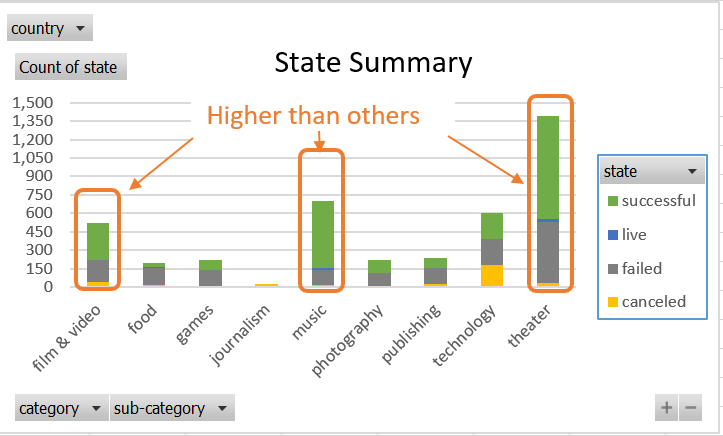 country
Count of state
State Summary
Higher than others
1,500
1,350
1,200
1,050
900
750
600
450
300
150
0
film & video
food
games
journalism
music
photography
publishing
technology
theater
state
successful
live
failed
canceled
category
sub-category
+ −